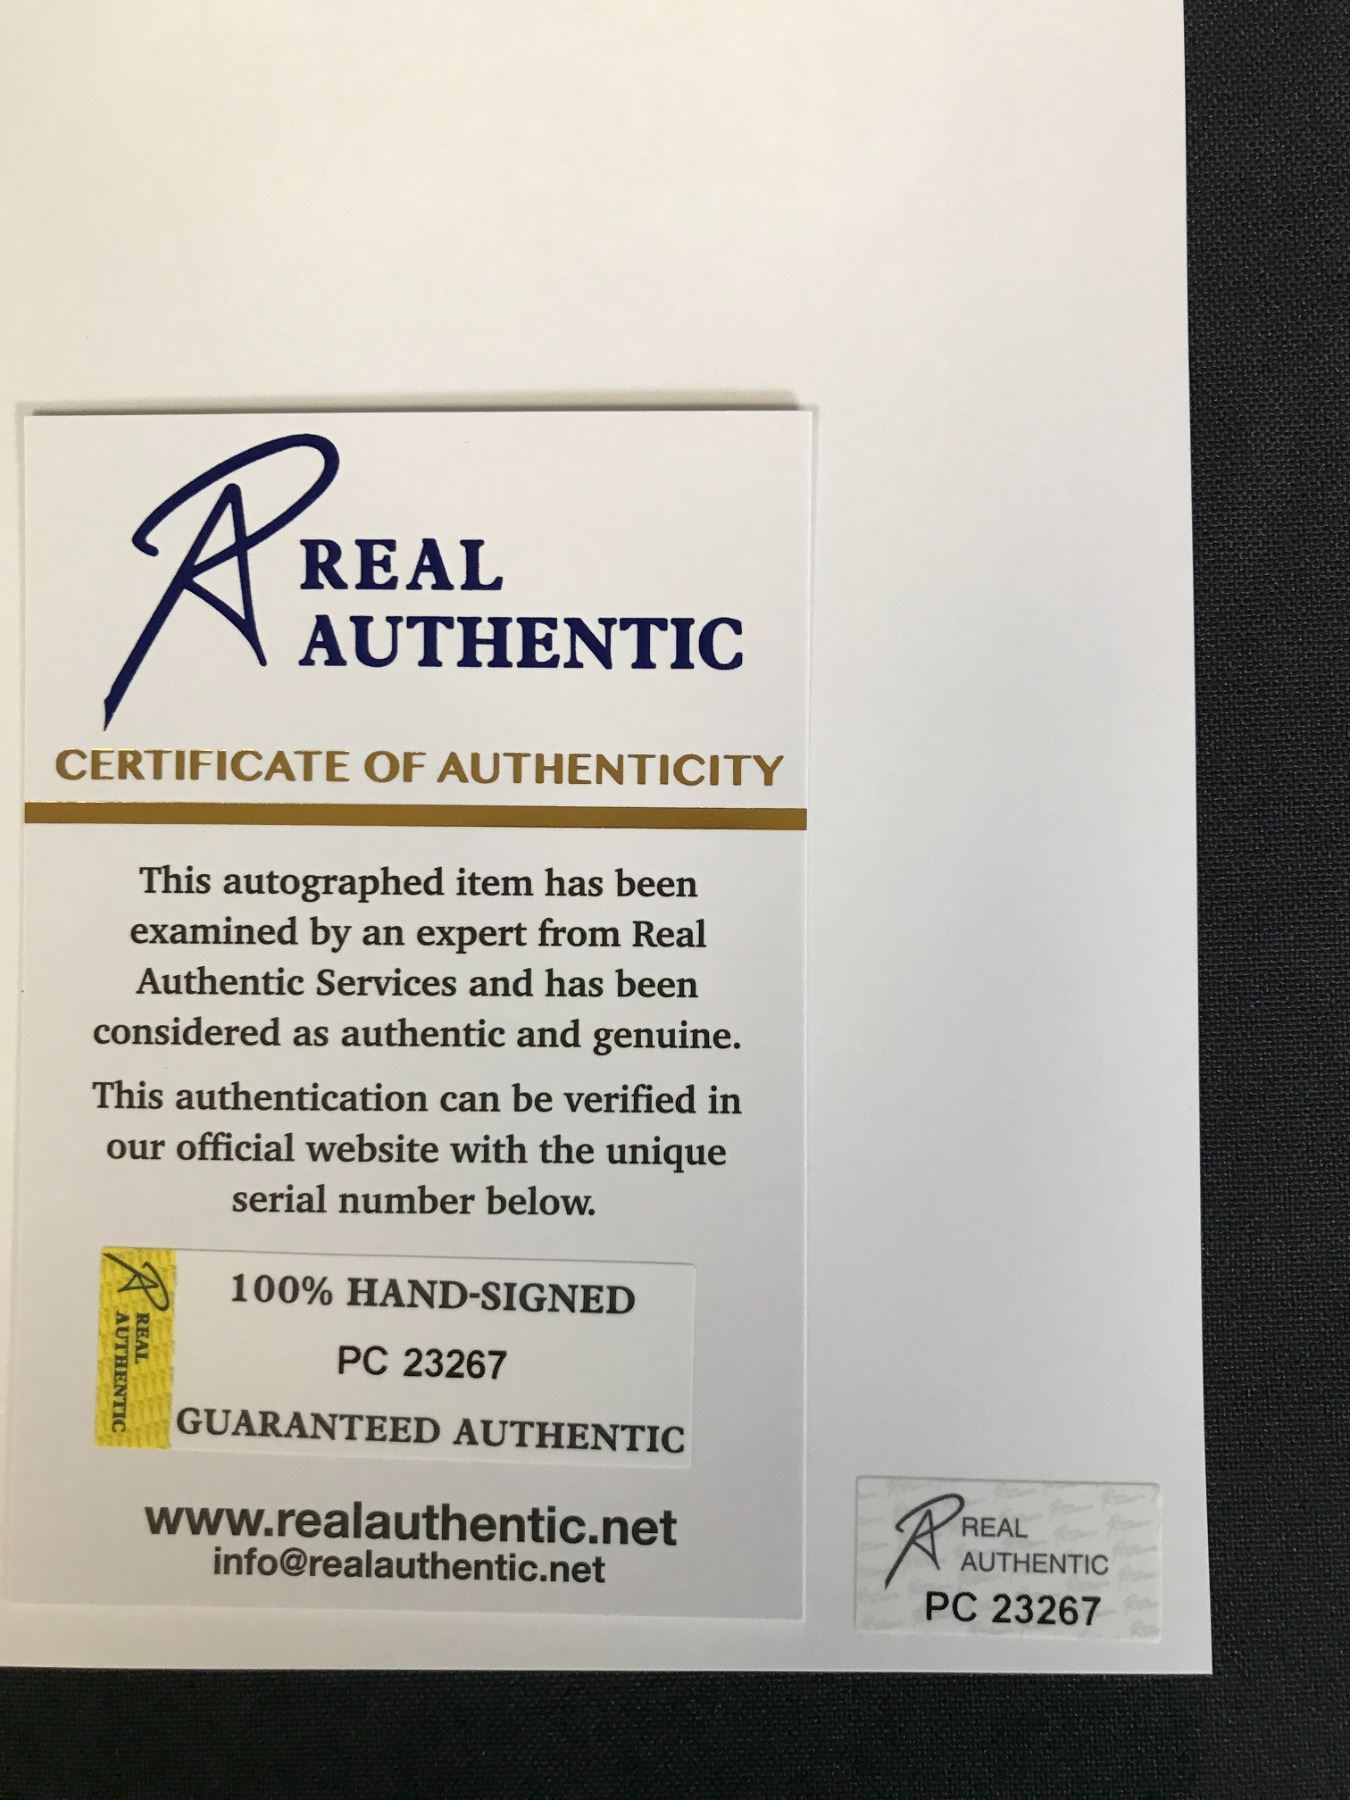 REAL
AUTHENTIC
CERTIFICATE OF AUTHENTICITY
This autographed item has been
examined by an expert from Real
Authentic Services and has been
considered as authentic and genuine.
This authentication can be verified in
our official website with the unique
serial number below.
REAL
AUTHENTIC
100% HAND-SIGNED
PC 23267
GUARANTEED AUTHENTIC
www.realauthentic.net
info@realauthentic.net
REAL
AUTHENTIC
PC 23267